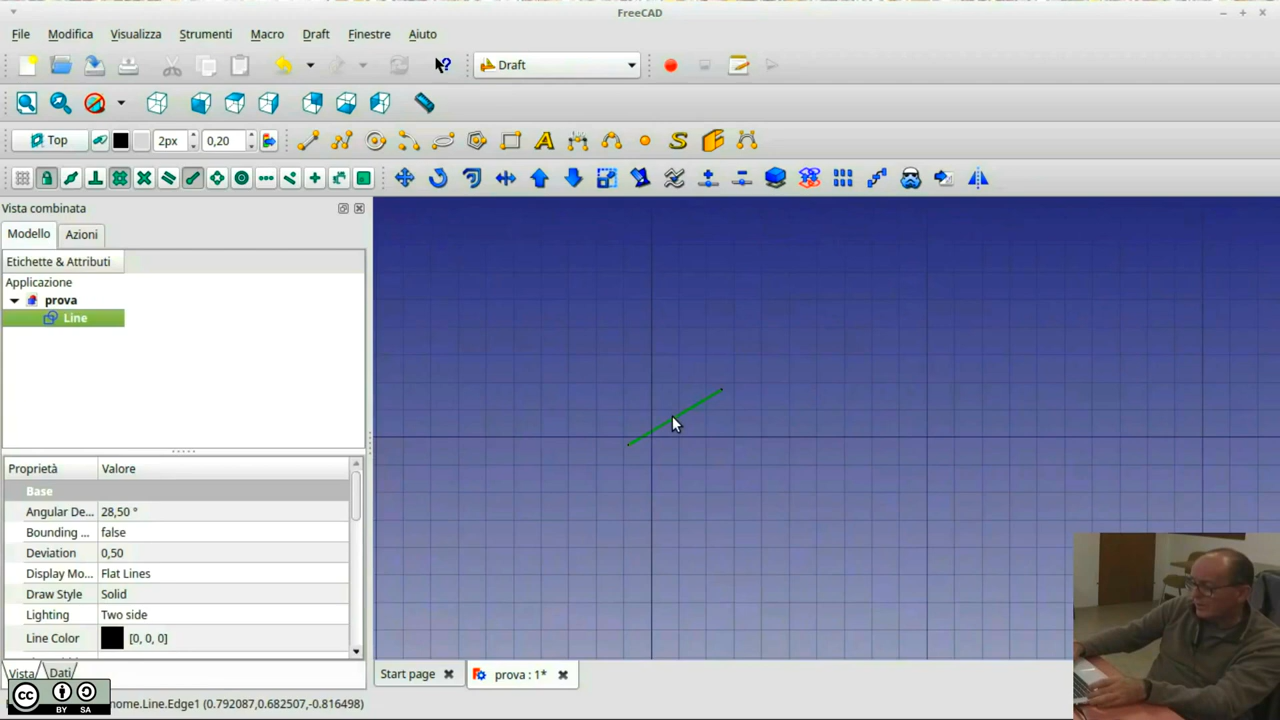 FreeCAD
File Modifica Visualizza Strumenti Macro Draft Finestre Aiuto
Draft
Top 2px 0,20
Vista combinata
Modello Azioni
Etichette & Attributi
Applicazione
prova
Line
Proprietà Valore
Base
Angular De... 28,50 °
Bounding ... false
Deviation 0,50
Display Mo... Flat Lines
Draw Style Solid
Lighting Two side
Line Color [0, 0, 0]
Vista Dati
Start page prova : 1*
cc BY SA
nome.Line.Edge1 (0.792087,0.682507,-0.816498)